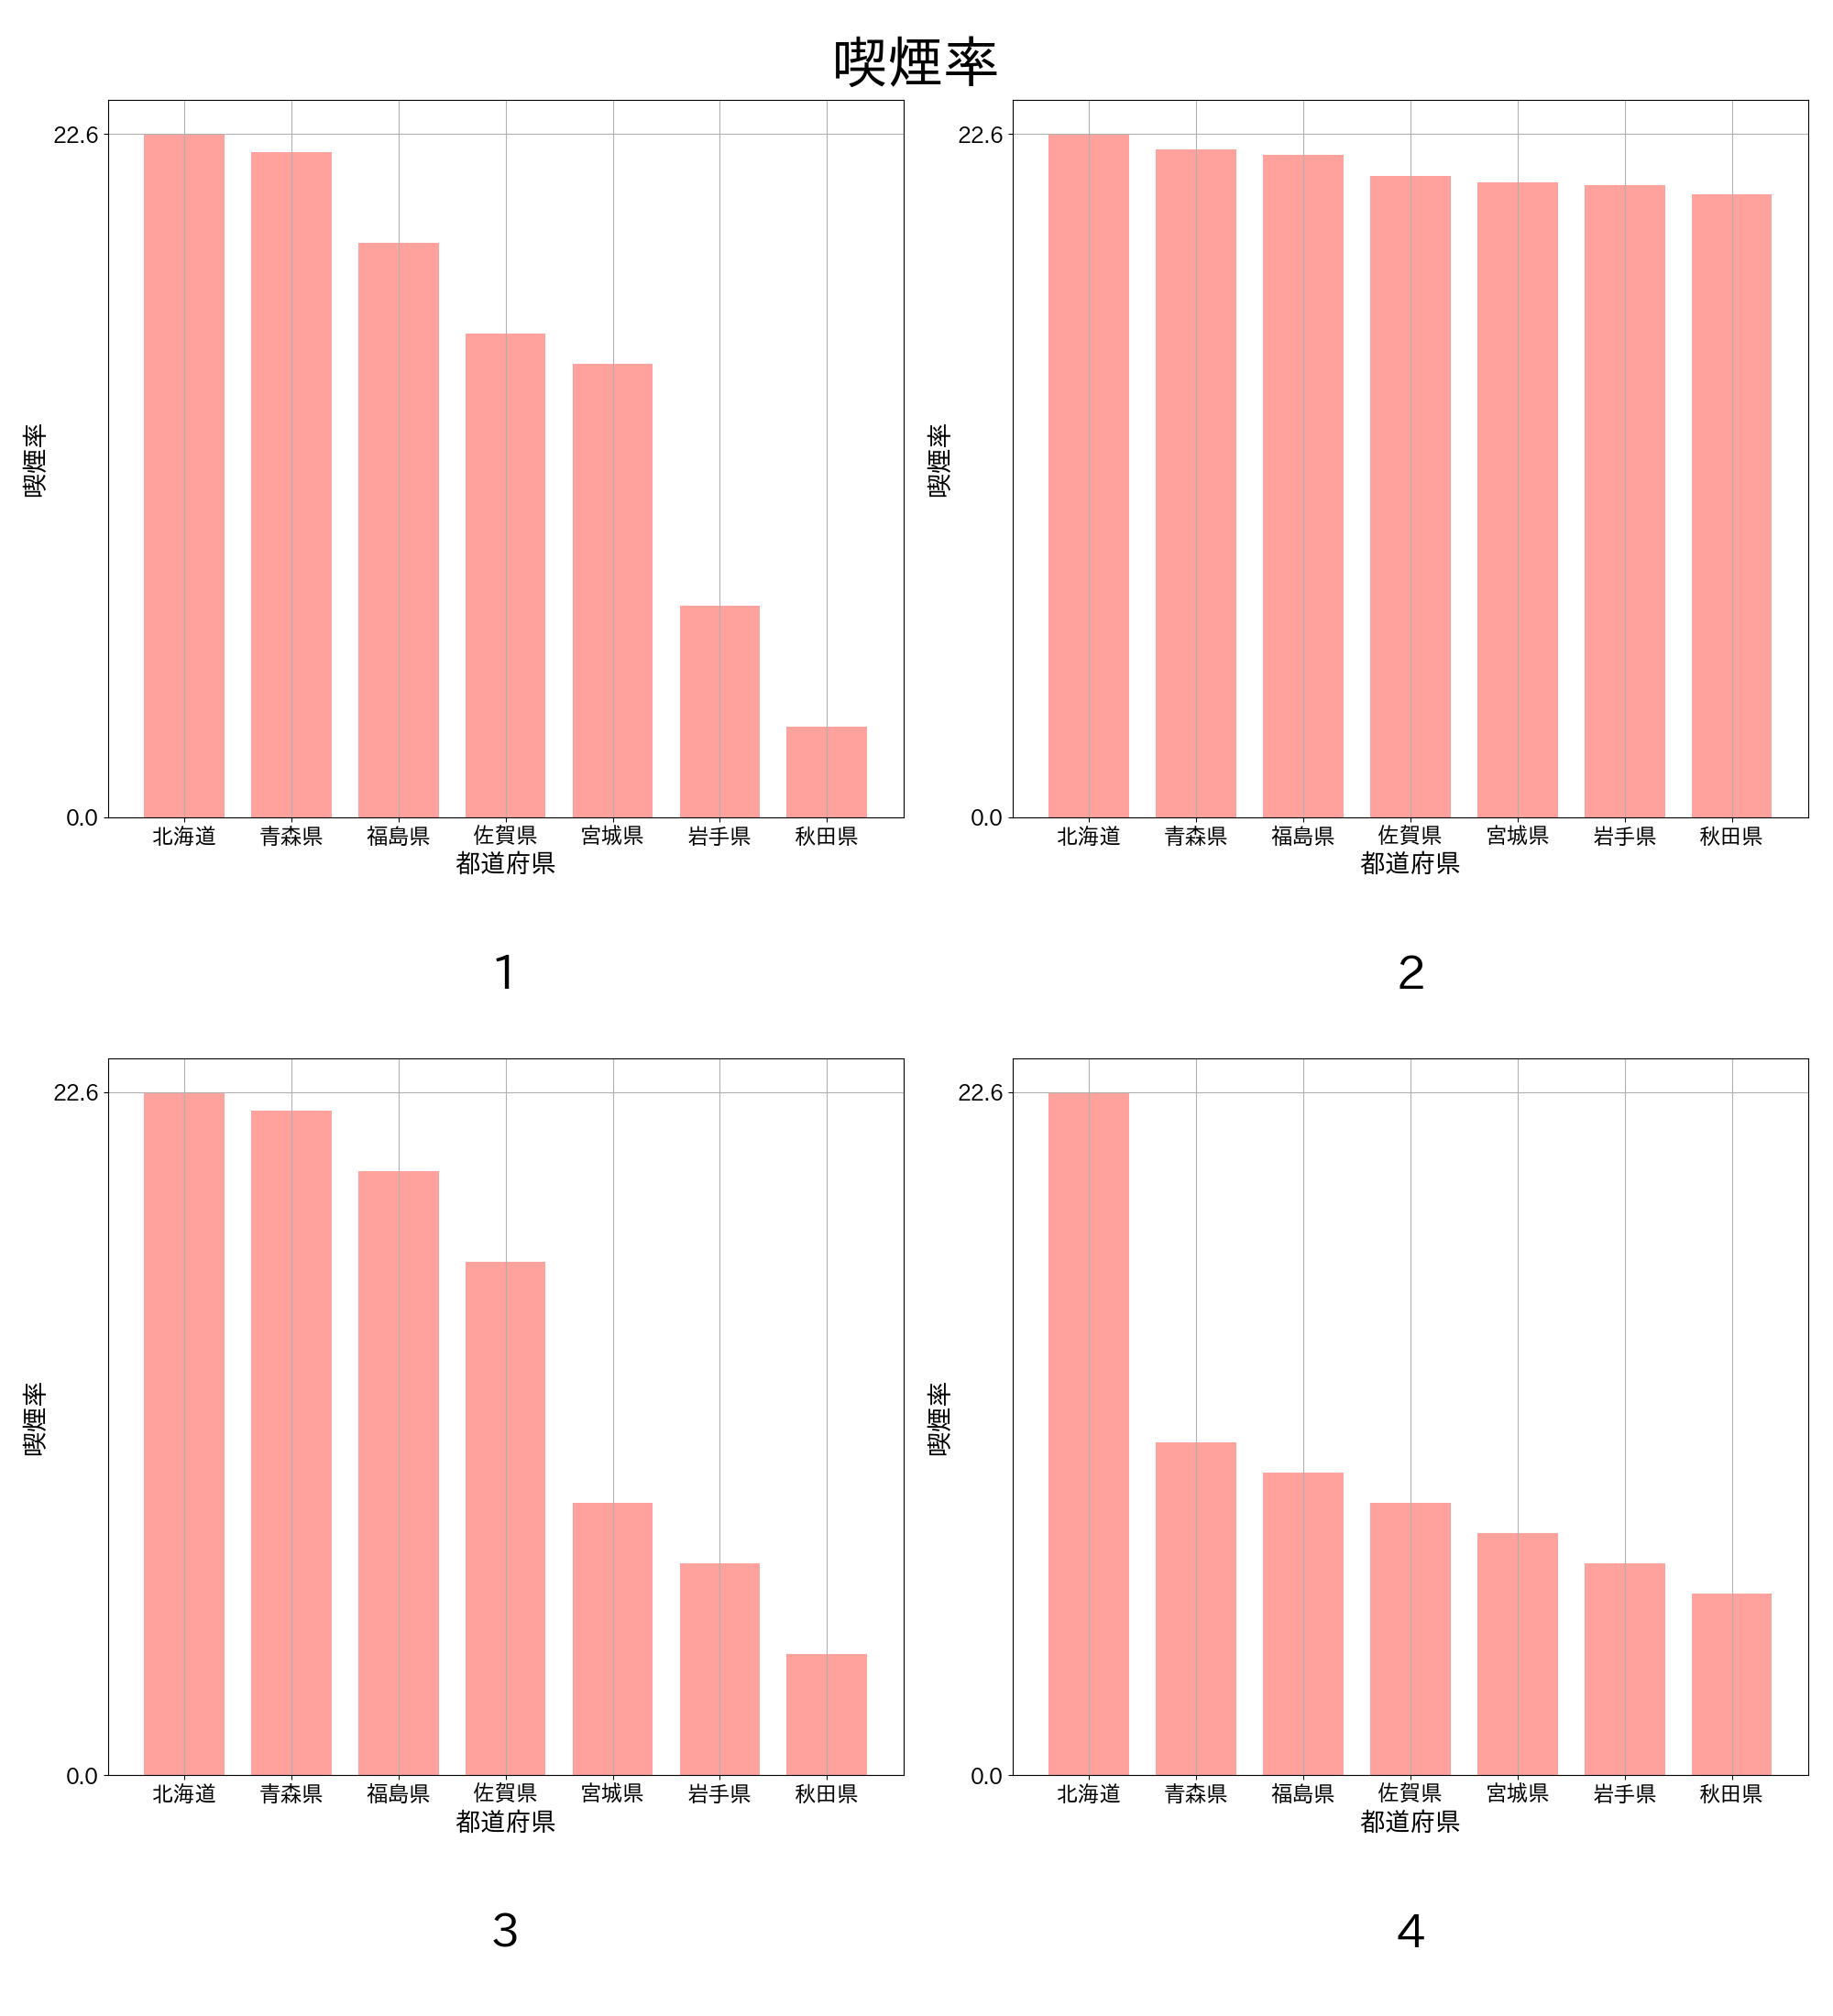 喫煙率
22.6
0.0
喫煙率
北海道 青森県 福島県 佐賀県 宮城県 岩手県 秋田県
都道府県
1
22.6
0.0
喫煙率
北海道 青森県 福島県 佐賀県 宮城県 岩手県 秋田県
都道府県
2
22.6
0.0
喫煙率
北海道 青森県 福島県 佐賀県 宮城県 岩手県 秋田県
都道府県
3
22.6
0.0
喫煙率
北海道 青森県 福島県 佐賀県 宮城県 岩手県 秋田県
都道府県
4